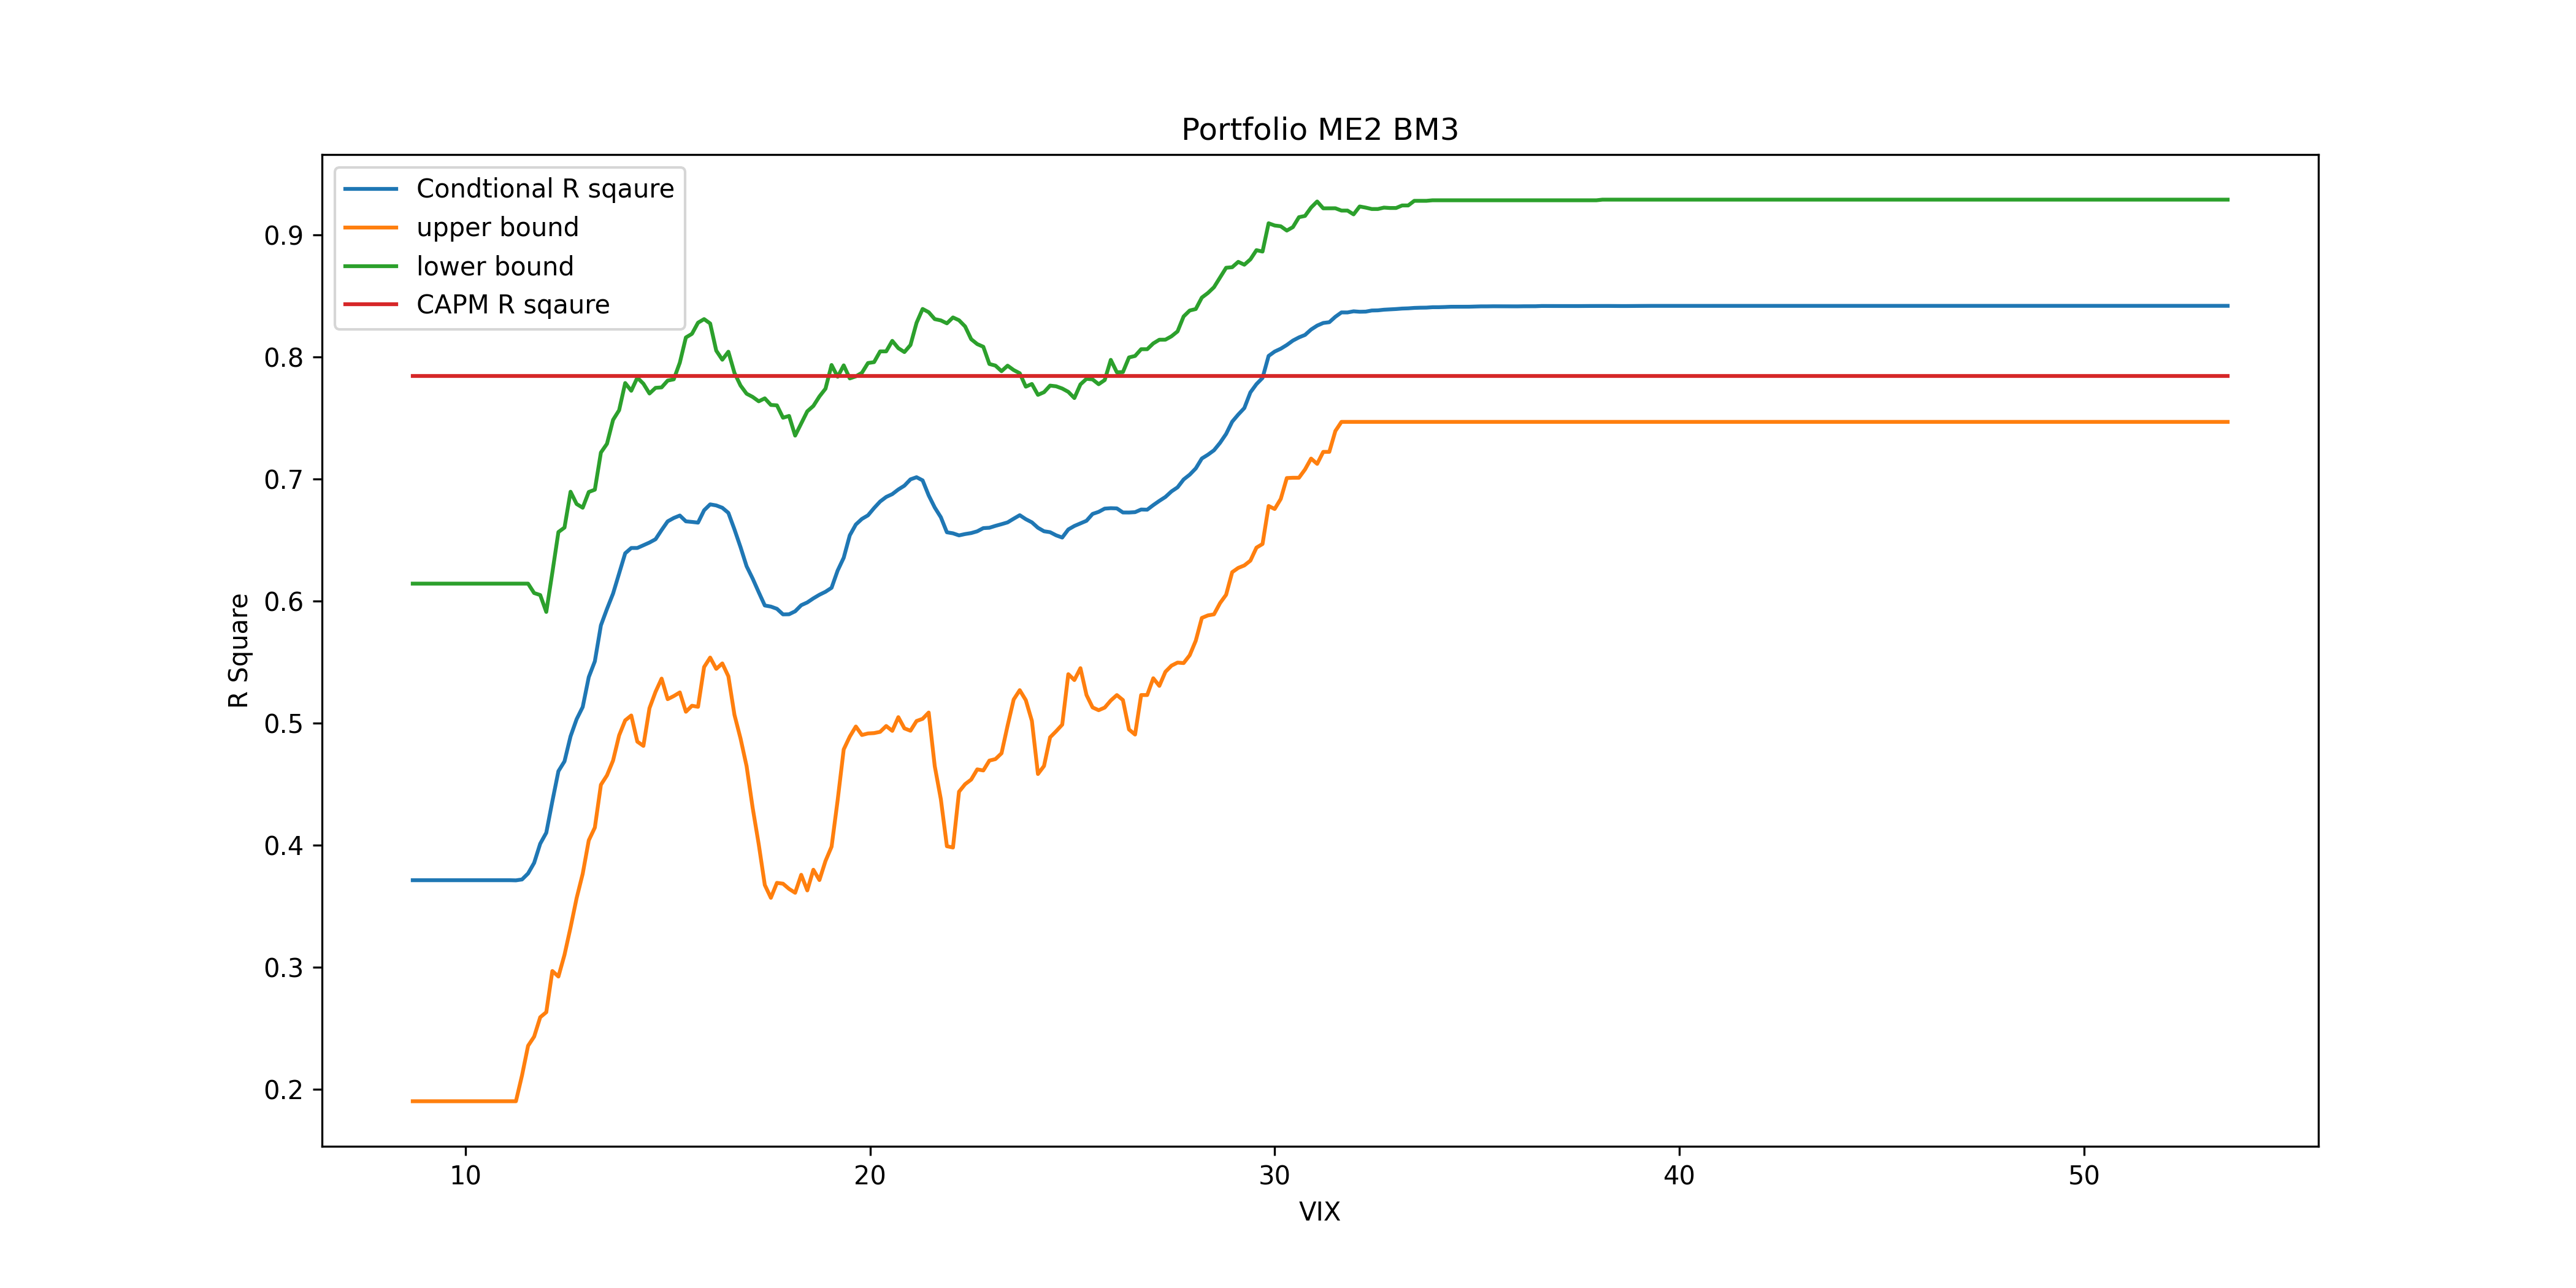 Portfolio ME2 BM3
Condtional R sqaure
upper bound
lower bound
CAPM R sqaure
R Square
0.9
0.8
0.7
0.6
0.5
0.4
0.3
0.2
10 20 30 40 50
VIX